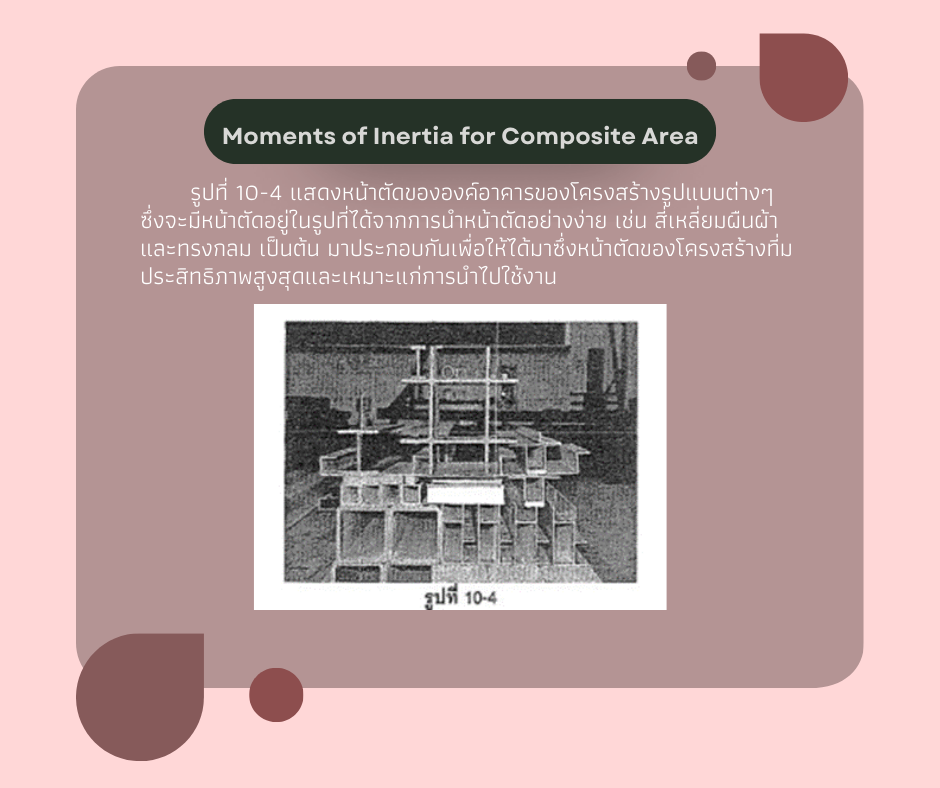 Moments of Inertia for Composite Area
รูปที่ 10-4 แสดงหน้าตัดขององค์อาคารของโครงสร้างรูปแบบต่างๆ
ซึ่งจะมีหน้าตัดอยู่ในรูปที่ได้จากการนำหน้าตัดอย่างง่าย เช่น สี่เหลี่ยมผืนผ้า
และทรงกลม เป็นต้น มาประกอบกันเพื่อให้ได้มาซึ่งหน้าตัดของโครงสร้างที่ม
ประสิทธิภาพสูงสุดและเหมาะแก่การนำไปใช้งาน
รูปที่ 10-4